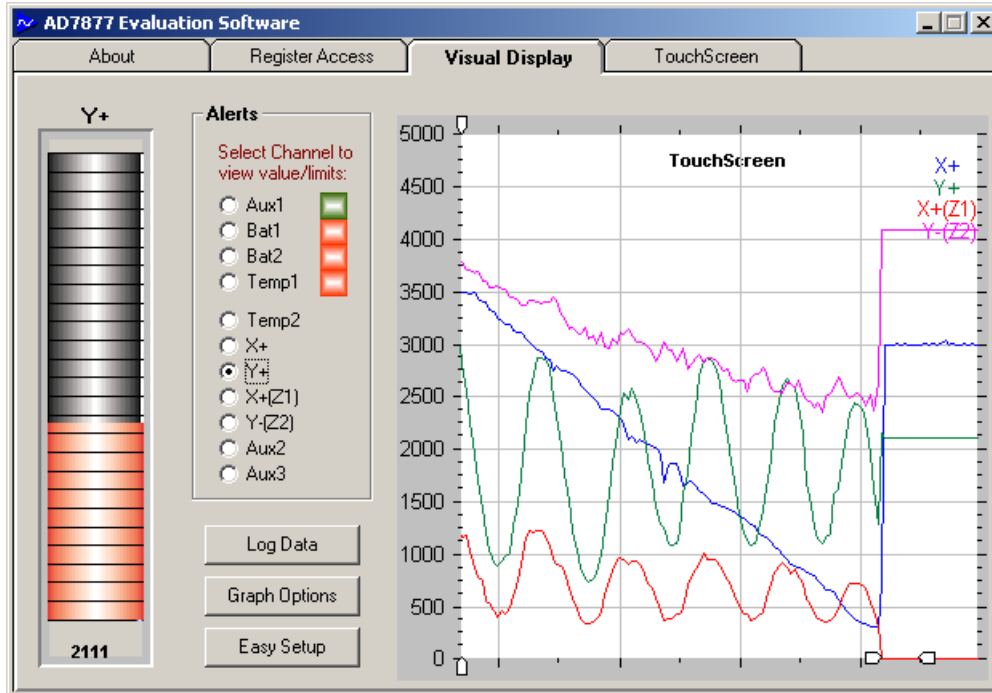 AD7877 Evaluation Software
About
Register Access
Visual Display
TouchScreen
Y+
2111
Alerts
Select Channel to
view value/limits:
Aux1
Bat1
Bat2
Temp1
Temp2
X+
Y+
X+(Z1)
Y-(Z2)
Aux2
Aux3
Log Data
Graph Options
Easy Setup
TouchScreen
X+
Y+
X+(Z1)
Y-(Z2)
5000
4500
4000
3500
3000
2500
2000
1500
1000
500
0